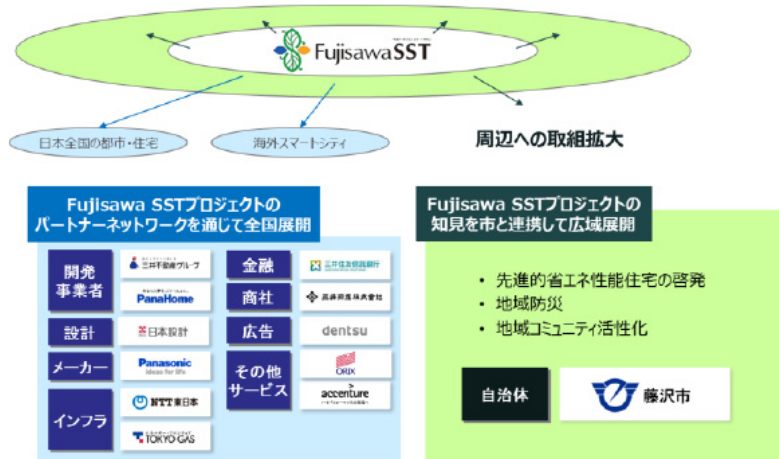 FujisawaSST
日本全国の都市・住宅
海外スマートシティ
周辺への取組拡大
Fujisawa SSTプロジェクトの
パートナーネットワークを通じて全国展開
開発
事業者
三井不動産グループ
PanaHome
設計
日本設計
メーカー
Panasonic
ideas for life
インフラ
NTT東日本
TOKYO GAS
金融
三井住友信託銀行
商社
三井物産株式会社
広告
dentsu
その他
サービス
ORIX
accenture
Fujisawa SSTプロジェクトの
知見を市と連携して広域展開
・ 先進的省エネ性能住宅の啓発
・ 地域防災
・ 地域コミュニティ活性化
自治体
藤沢市